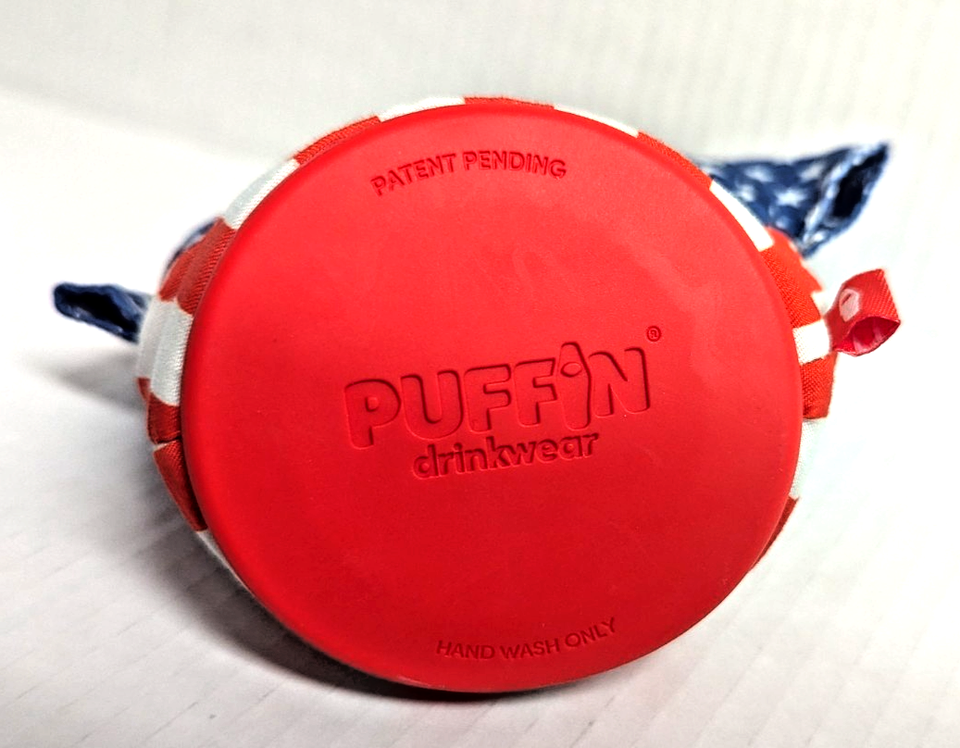 PATENT PENDING
PUFFIN®
drinkwear
HAND WASH ONLY